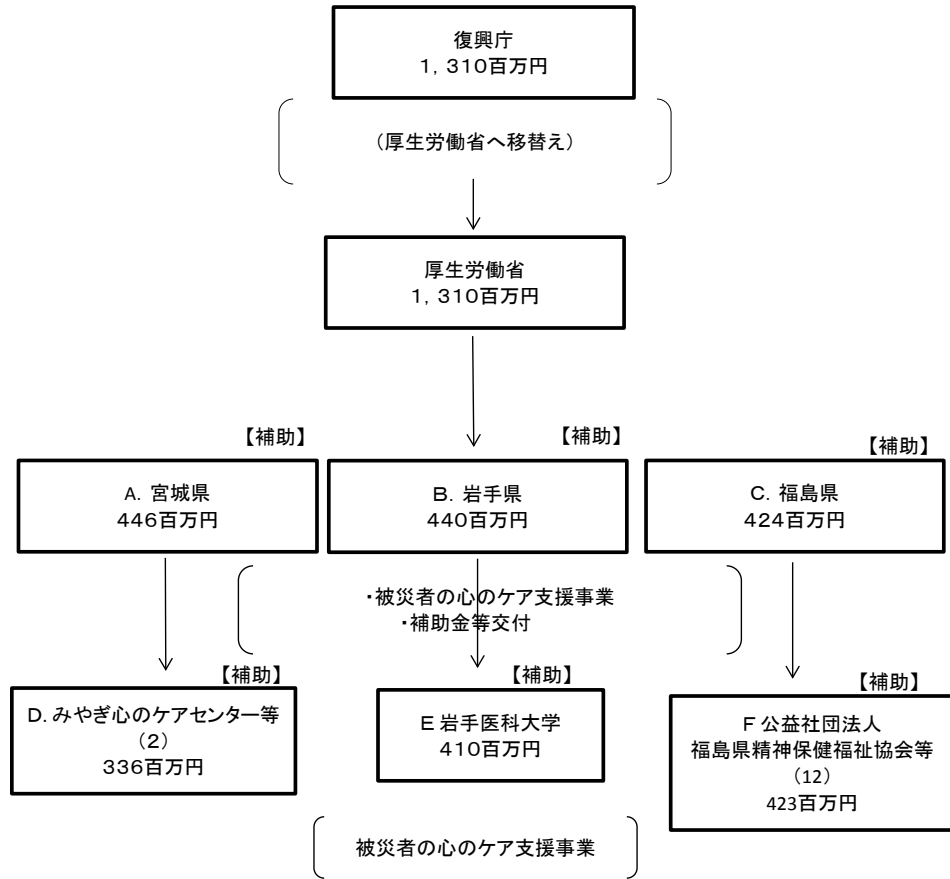 復興庁
1，310百万円
（厚生労働省へ移替え）
厚生労働省
1，310百万円
【補助】
【補助】
【補助】
A．宮城県
446百万円
B．岩手県
440百万円
C．福島県
424百万円
・被災者の心のケア支援事業
・補助金等交付
【補助】
【補助】
【補助】
D．みやぎ心のケアセンター等
（2）
336百万円
E 岩手医科大学
410百万円
F 公益社団法人
福島県精神保健福祉協会等
（12）
423百万円
被災者の心のケア支援事業